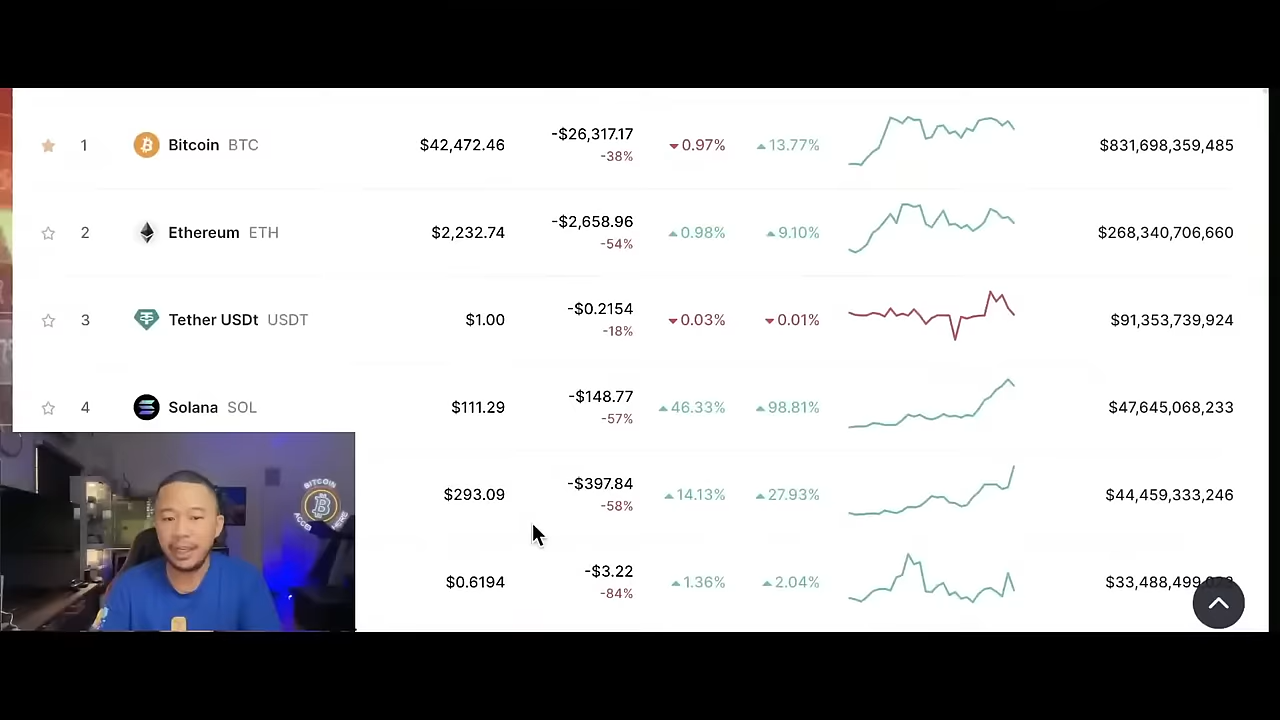 1 Bitcoin BTC $42,472.46 -$26,317.17 0.97% 13.77% $831,698,359,485
-38%
2 Ethereum ETH $2,232.74 -$2,658.96 0.98% 9.10% $268,340,706,660
-54%
3 Tether USDt USDT $1.00 -$0.2154 0.03% 0.01% $91,353,739,924
-18%
4 Solana SOL $111.29 -$148.77 46.33% 98.81% $47,645,068,233
-57%
$293.09 -$397.84 14.13% 27.93% $44,459,333,246
-58%
$0.6194 -$3.22 1.36% 2.04%
-84%
BITCOIN